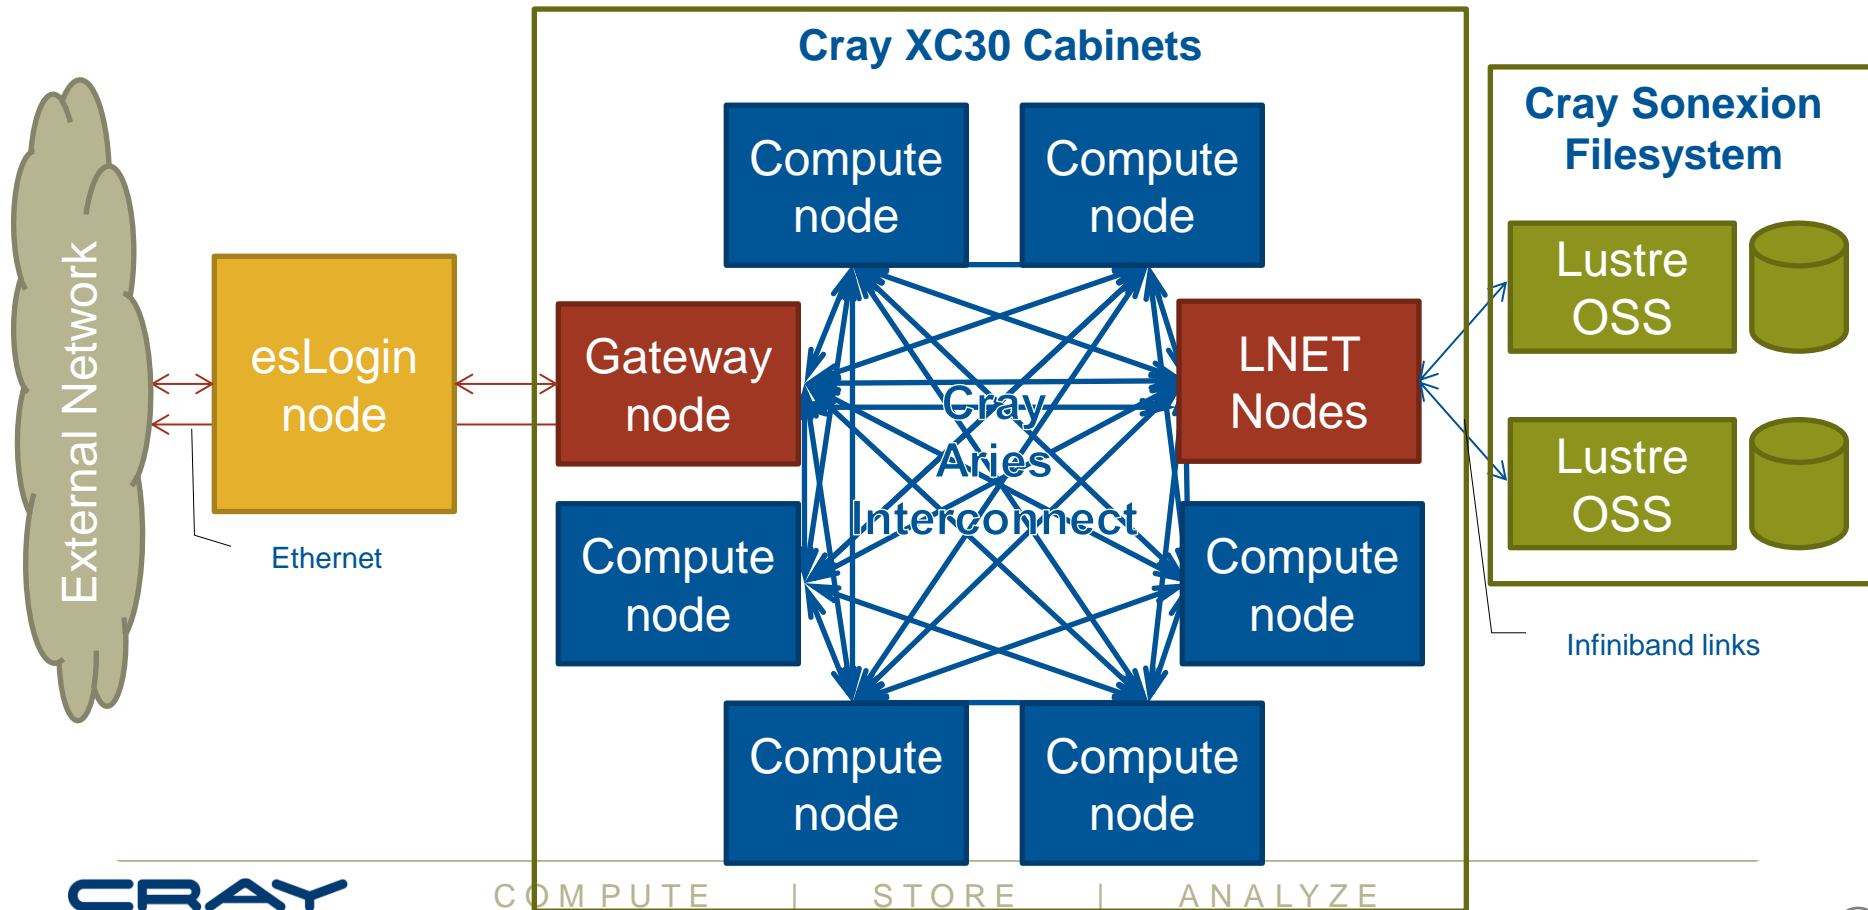 Cray XC30 Cabinets
Cray Sonexion
Filesystem
Compute
node
Compute
node
External Network
esLogin
node
Gateway
node
Cray
Aries
Interconnect
LNET
Nodes
Lustre
OSS
Lustre
OSS
Ethernet
Compute
node
Compute
node
Infiniband links
Compute
node
Compute
node
CRAY
COMPUTE | STORE | ANALYZE